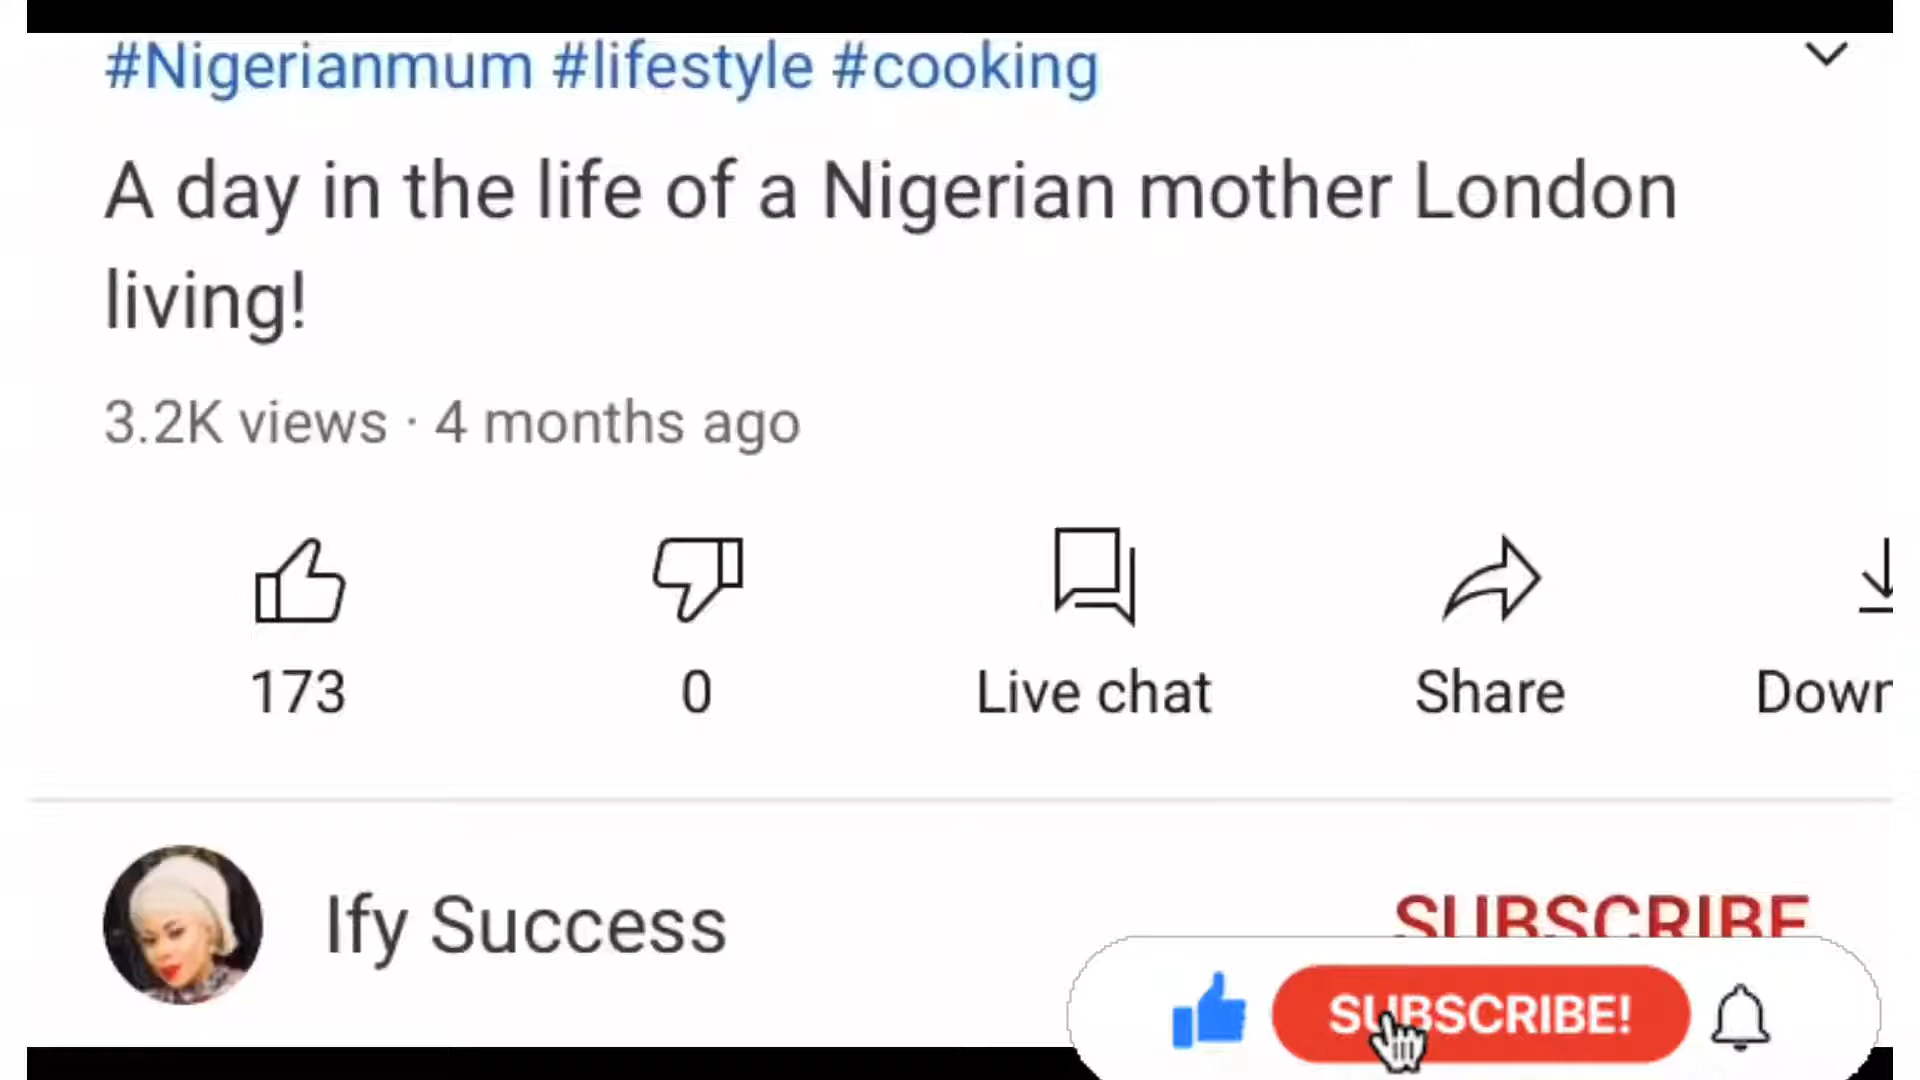 #Nigerianmum #lifestyle #cooking
A day in the life of a Nigerian mother London
living!
3.2K views · 4 months ago
173
0
Live chat
Share
Down
Ify Success
SUBSCRIBE
SUBSCRIBE!